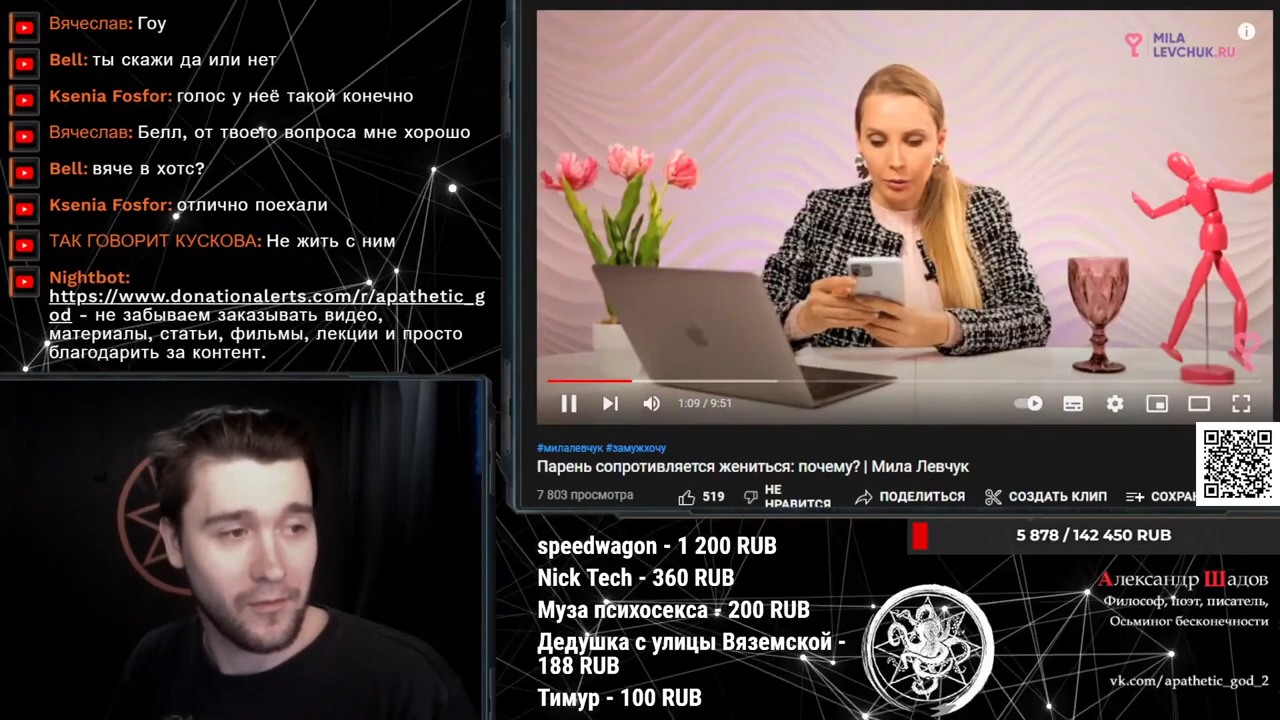 Вячеслав: Гоу
Bell: ты скажи да или нет
Ksenia Fosfor: голос у неё такой конечно
Вячеслав: Белл, от твоего вопроса мне хорошо
Bell: вяче в хотс?
Ksenia Fosfor: отлично поехали
ТАК ГОВОРИТ КУСКОВА: Не жить с ним
Nightbot:
https://www.donationalerts.com/r/apathetic_g
od - не забываем заказывать видео,
материалы, статьи, фильмы, лекции и просто
благодарить за контент.
MILA
LEVCHUK.RU
1:09 / 9:51
#милалевчук #замужхочу
Парень сопротивляется жениться: почему? | Мила Левчук
7 803 просмотра
519
НЕ
НРАВИТСЯ
ПОДЕЛИТЬСЯ
СОЗДАТЬ КЛИП
СОХРАН
5 878 / 142 450 RUB
speedwagon - 1 200 RUB
Nick Tech - 360 RUB
Муза психосекса - 200 RUB
Дедушка с улицы Вяземской -
188 RUB
Тимур - 100 RUB
Александр Шадов
Философ, поэт, писатель,
Осьминог бесконечности
vk.com/apathetic_god_2